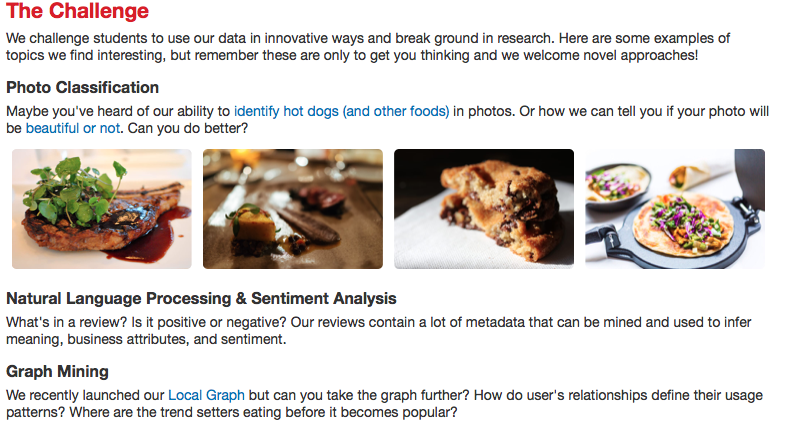 The Challenge
We challenge students to use our data in innovative ways and break ground in research. Here are some examples of
topics we find interesting, but remember these are only to get you thinking and we welcome novel approaches!
Photo Classification
Maybe you've heard of our ability to identify hot dogs (and other foods) in photos. Or how we can tell you if your photo will
be beautiful or not. Can you do better?
Natural Language Processing & Sentiment Analysis
What's in a review? Is it positive or negative? Our reviews contain a lot of metadata that can be mined and used to infer
meaning, business attributes, and sentiment.
Graph Mining
We recently launched our Local Graph but can you take the graph further? How do user's relationships define their usage
patterns? Where are the trend setters eating before it becomes popular?